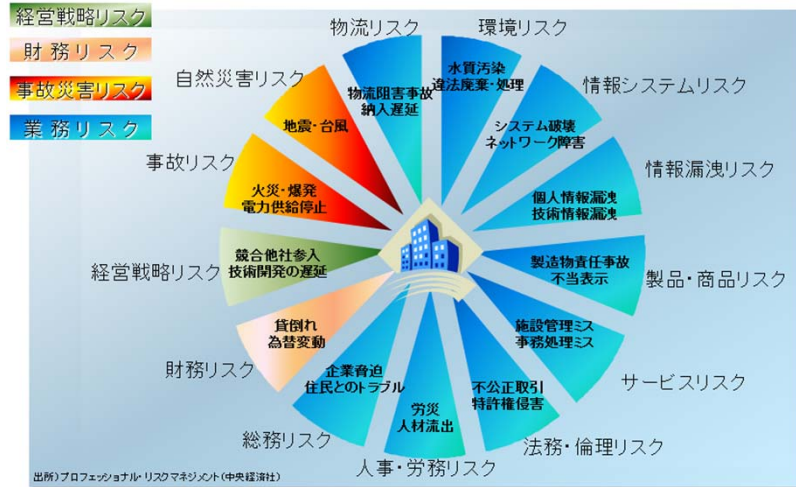 経営戦略リスク
財務リスク
事故災害リスク
業務リスク
物流リスク
物流阻害事故
納入遅延
環境リスク
水質汚染
違法廃棄・処理
情報システムリスク
システム破壊
ネットワーク障害
情報漏洩リスク
個人情報漏洩
技術情報漏洩
製品・商品リスク
製造物責任事故
不当表示
サービスリスク
施設管理ミス
事務処理ミス
法務・倫理リスク
不公正取引
特許権侵害
人事・労務リスク
労災
人材流出
総務リスク
企業脅迫
住民とのトラブル
財務リスク
貸倒れ
為替変動
経営戦略リスク
競合他社参入
技術開発の遅延
事故リスク
火災・爆発
電力供給停止
自然災害リスク
地震・台風
出所）プロフェッショナル・リスクマネジメント（中央経済社）